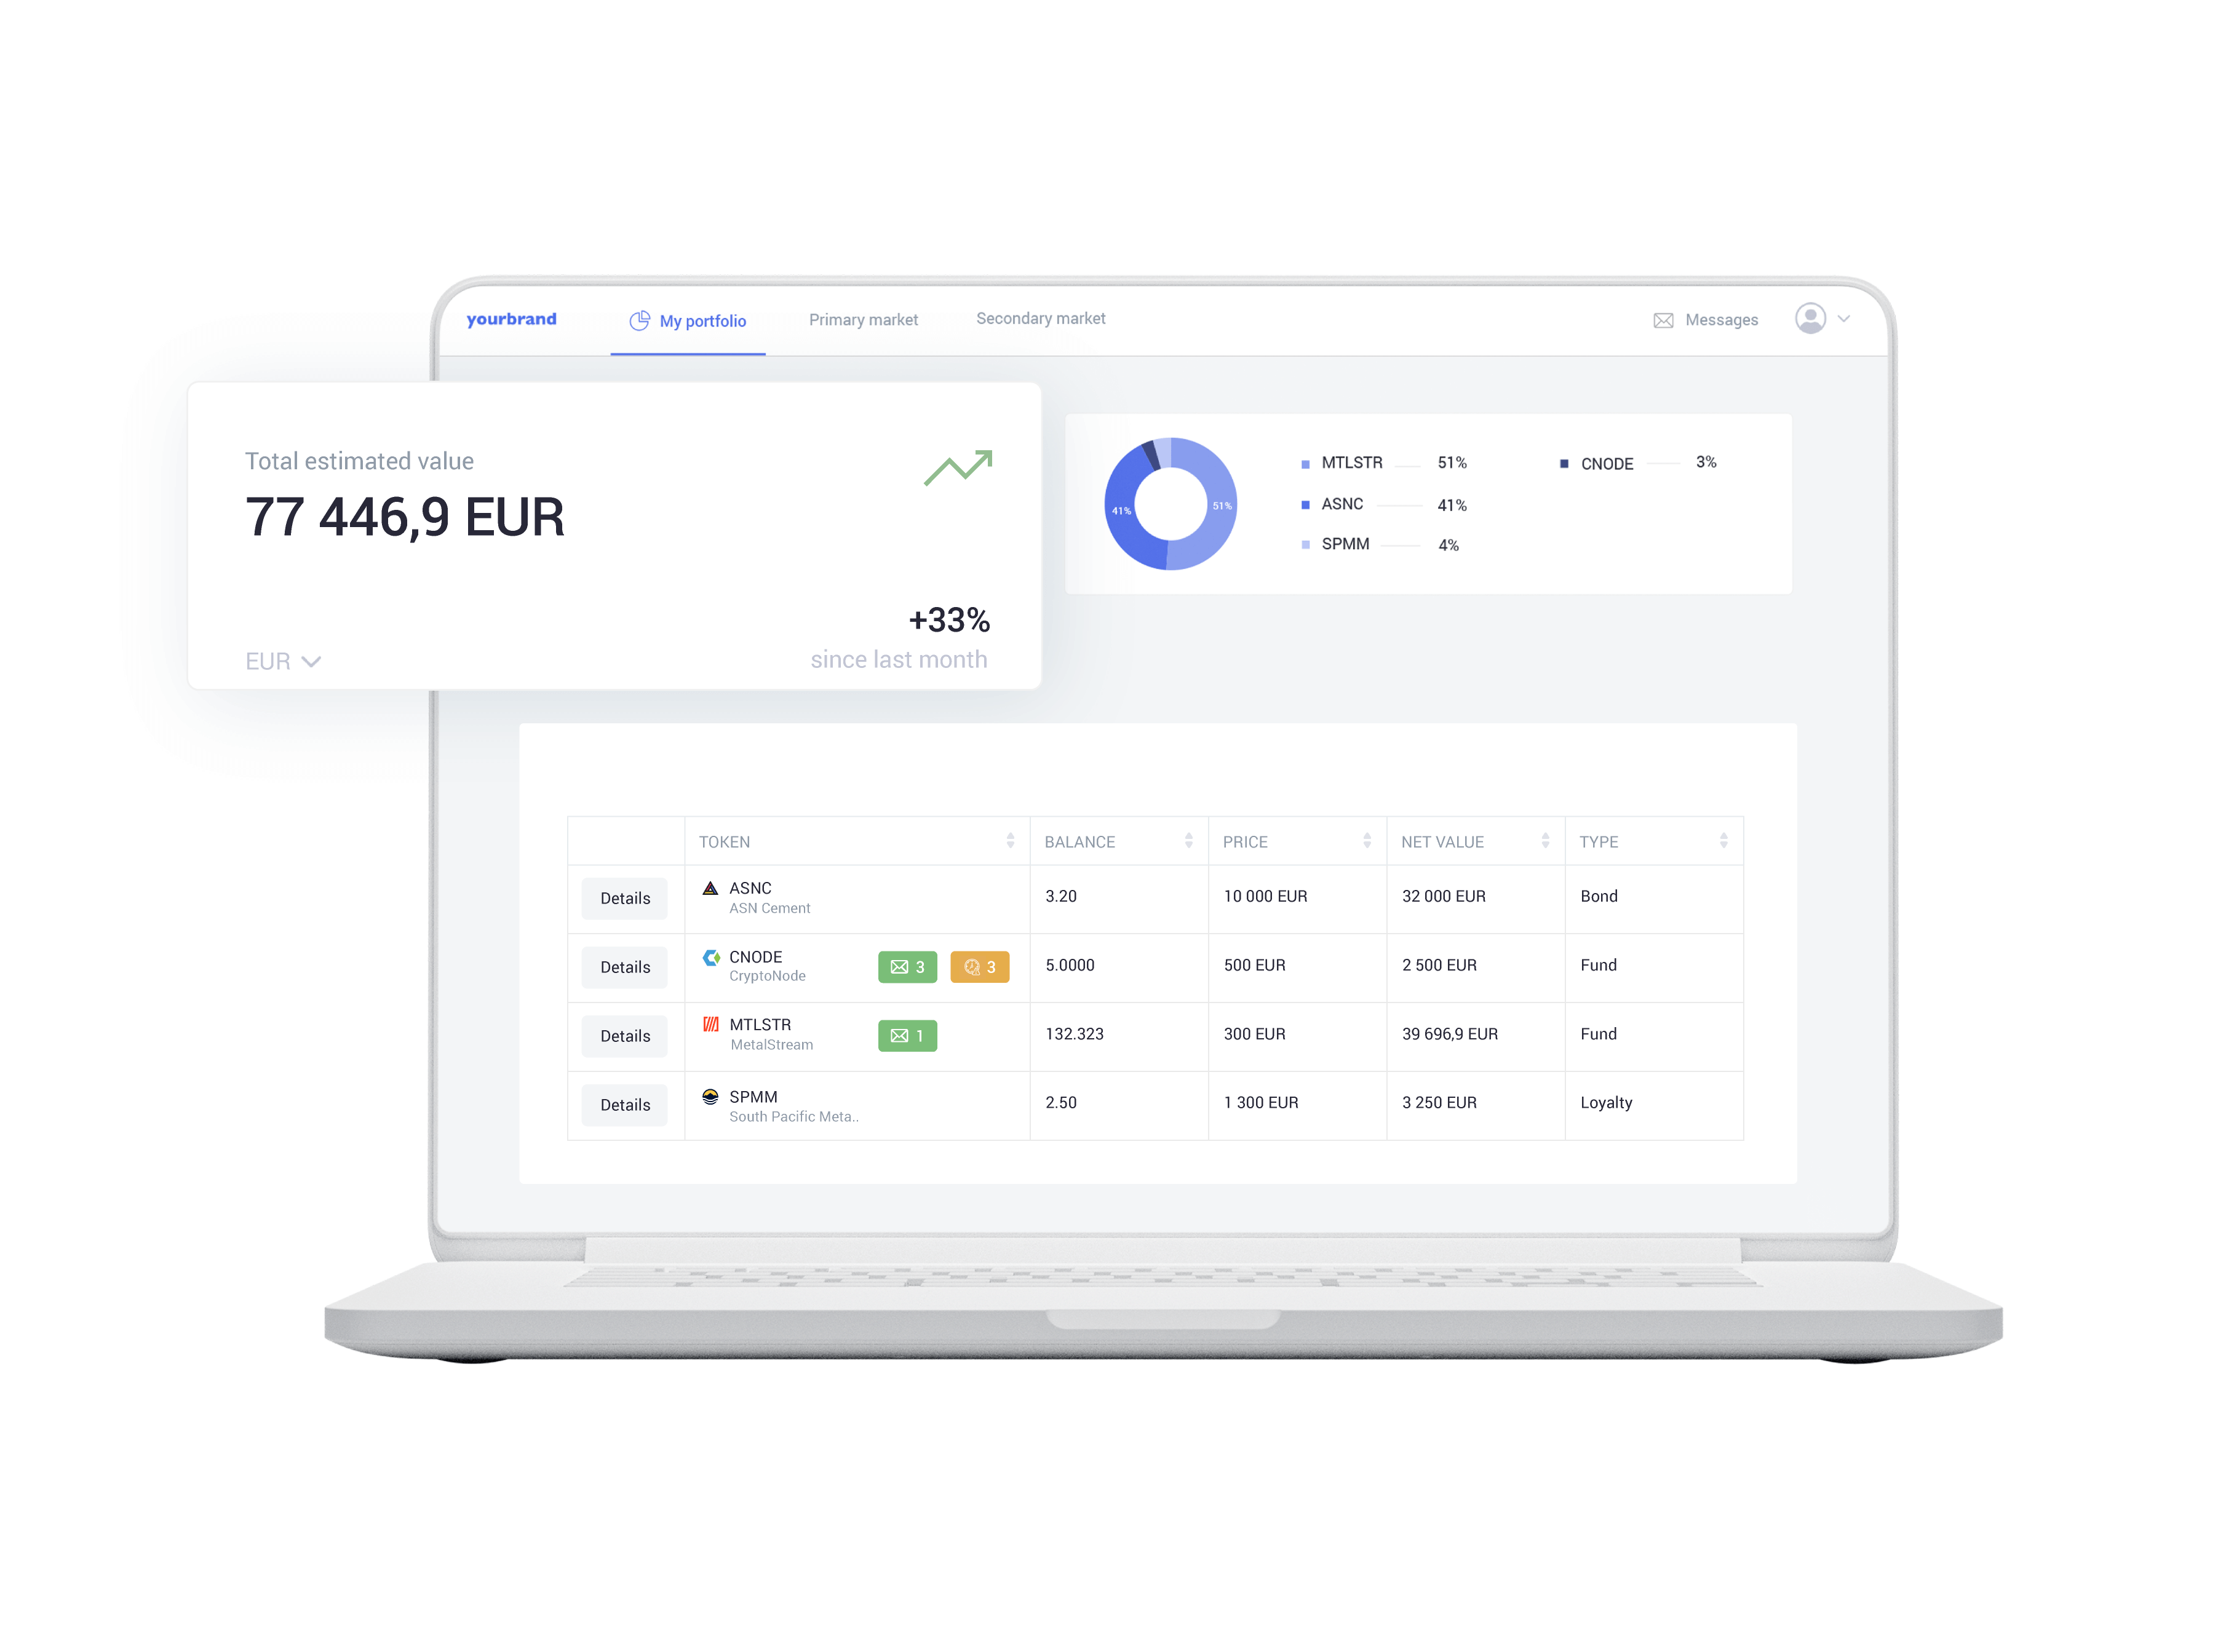 yourbrand
My portfolio
Primary market
Secondary market
Messages
Total estimated value
77 446,9 EUR
+33%
EUR
since last month
41%
51%
MTLSTR 51%
CNODE 3%
ASNC 41%
SPMM 4%
TOKEN BALANCE PRICE NET VALUE TYPE
Details ASNC 3.20 10 000 EUR 32 000 EUR Bond
ASN Cement
Details CNODE 3 3 5.0000 500 EUR 2 500 EUR Fund
CryptoNode
Details MTLSTR 1 132.323 300 EUR 39 696,9 EUR Fund
MetalStream
Details SPMM 2.50 1 300 EUR 3 250 EUR Loyalty
South Pacific Meta..